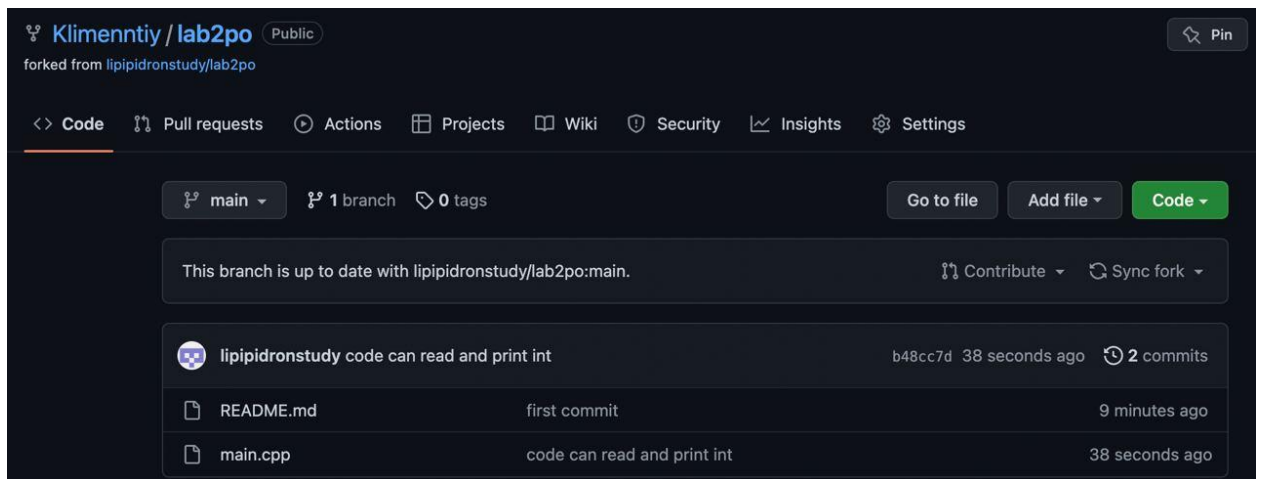 Klimenntiy / lab2po Public Pin
forked from lipipidronstudy/lab2po
<> Code Pull requests Actions Projects Wiki Security Insights Settings
main 1 branch 0 tags Go to file Add file Code
This branch is up to date with lipipidronstudy/lab2po:main. Contribute Sync fork
lipipidronstudy code can read and print int b48cc7d 38 seconds ago 2 commits
README.md first commit 9 minutes ago
main.cpp code can read and print int 38 seconds ago